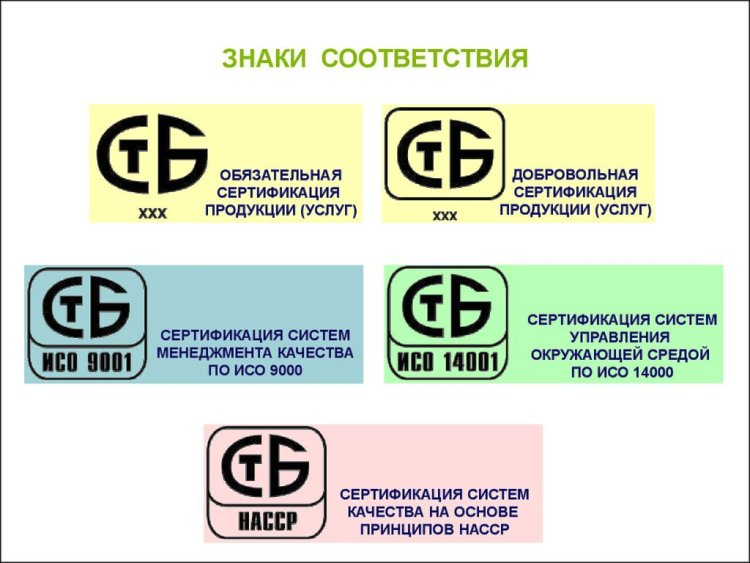 ЗНАКИ СООТВЕТСТВИЯ
СТБ
ХХХ
ОБЯЗАТЕЛЬНАЯ
СЕРТИФИКАЦИЯ
ПРОДУКЦИИ (УСЛУГ)
СТБ
ХХХ
ДОБРОВОЛЬНАЯ
СЕРТИФИКАЦИЯ
ПРОДУКЦИИ (УСЛУГ)
СТБ
ИСО 9001
СЕРТИФИКАЦИЯ СИСТЕМ
МЕНЕДЖМЕНТА КАЧЕСТВА
ПО ИСО 9000
СТБ
ИСО 14001
СЕРТИФИКАЦИЯ СИСТЕМ
УПРАВЛЕНИЯ
ОКРУЖАЮЩЕЙ СРЕДОЙ
ПО ИСО 14000
СТБ
НАССР
СЕРТИФИКАЦИЯ СИСТЕМ
КАЧЕСТВА НА ОСНОВЕ
ПРИНЦИПОВ НАССР